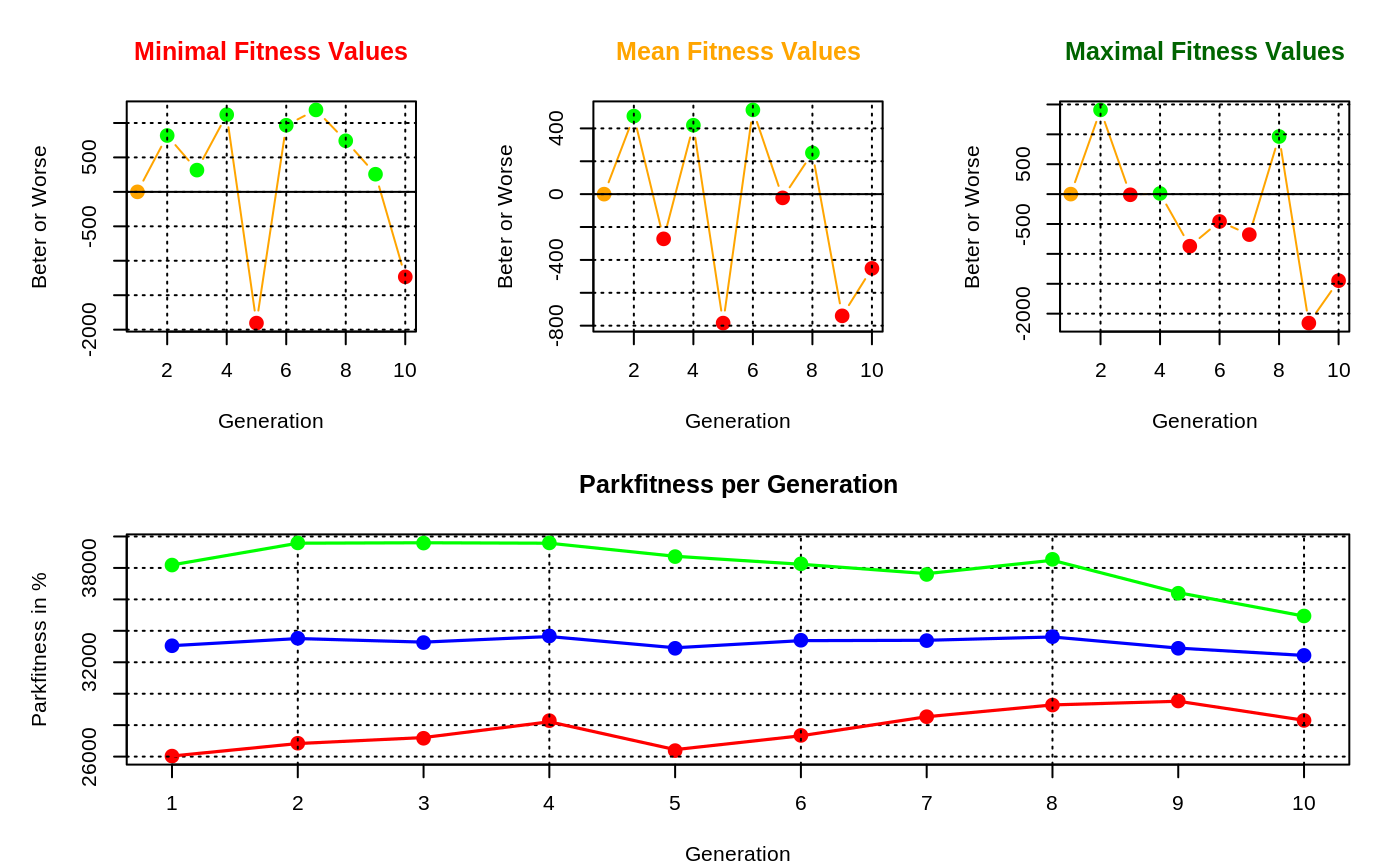 Minimal Fitness Values
Beter or Worse
500
-500
-2000
2 4 6 8 10
Generation
Mean Fitness Values
Beter or Worse
400
0
-400
-800
2 4 6 8 10
Generation
Maximal Fitness Values
Beter or Worse
500
-500
-2000
2 4 6 8 10
Generation
Parkfitness per Generation
Parkfitness in %
38000
32000
26000
1 2 3 4 5 6 7 8 9 10
Generation